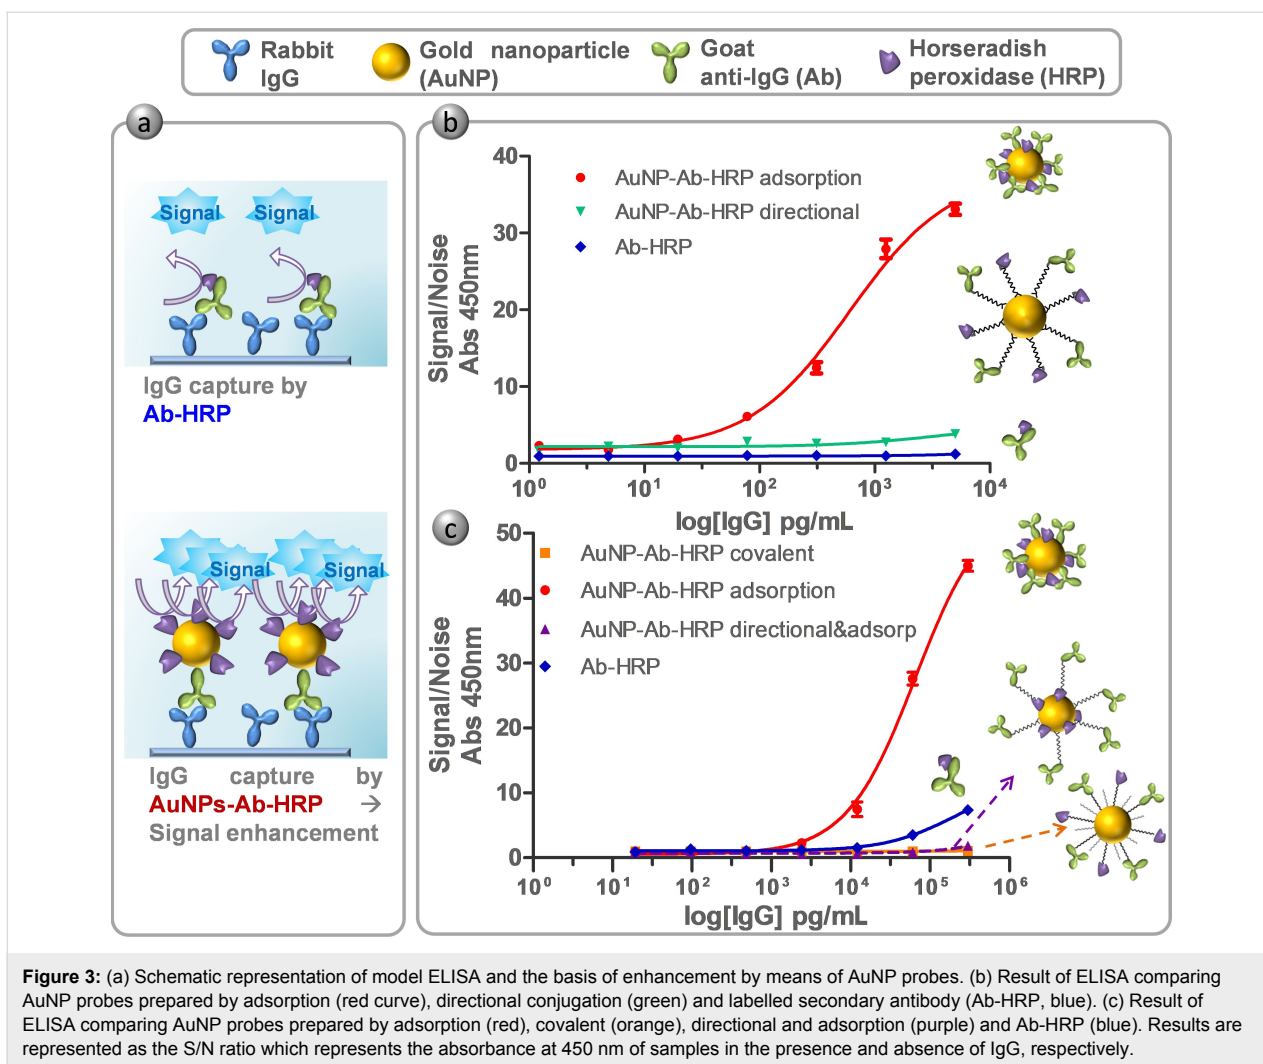 Rabbit
IgG
Gold nanoparticle
(AuNP)
Goat
anti-IgG (Ab)
Horseradish
peroxidase (HRP)
a
Signal
Signal
IgG capture by
Ab-HRP
Signal
Signal
IgG capture by
AuNPs-Ab-HRP →
Signal enhancement
b
Signal/Noise
Abs 450nm
40
30
20
10
0
AuNP-Ab-HRP adsorption
AuNP-Ab-HRP directional
Ab-HRP
10⁰ 10¹ 10² 10³ 10⁴
log[IgG] pg/mL
c
Signal/Noise
Abs 450nm
50
40
30
20
10
0
AuNP-Ab-HRP covalent
AuNP-Ab-HRP adsorption
AuNP-Ab-HRP directional&adsorp
Ab-HRP
10⁰ 10¹ 10² 10³ 10⁴ 10⁵ 10⁶
log[IgG] pg/mL
Figure 3: (a) Schematic representation of model ELISA and the basis of enhancement by means of AuNP probes. (b) Result of ELISA comparing
AuNP probes prepared by adsorption (red curve), directional conjugation (green) and labelled secondary antibody (Ab-HRP, blue). (c) Result of
ELISA comparing AuNP probes prepared by adsorption (red), covalent (orange), directional and adsorption (purple) and Ab-HRP (blue). Results are
represented as the S/N ratio which represents the absorbance at 450 nm of samples in the presence and absence of IgG, respectively.